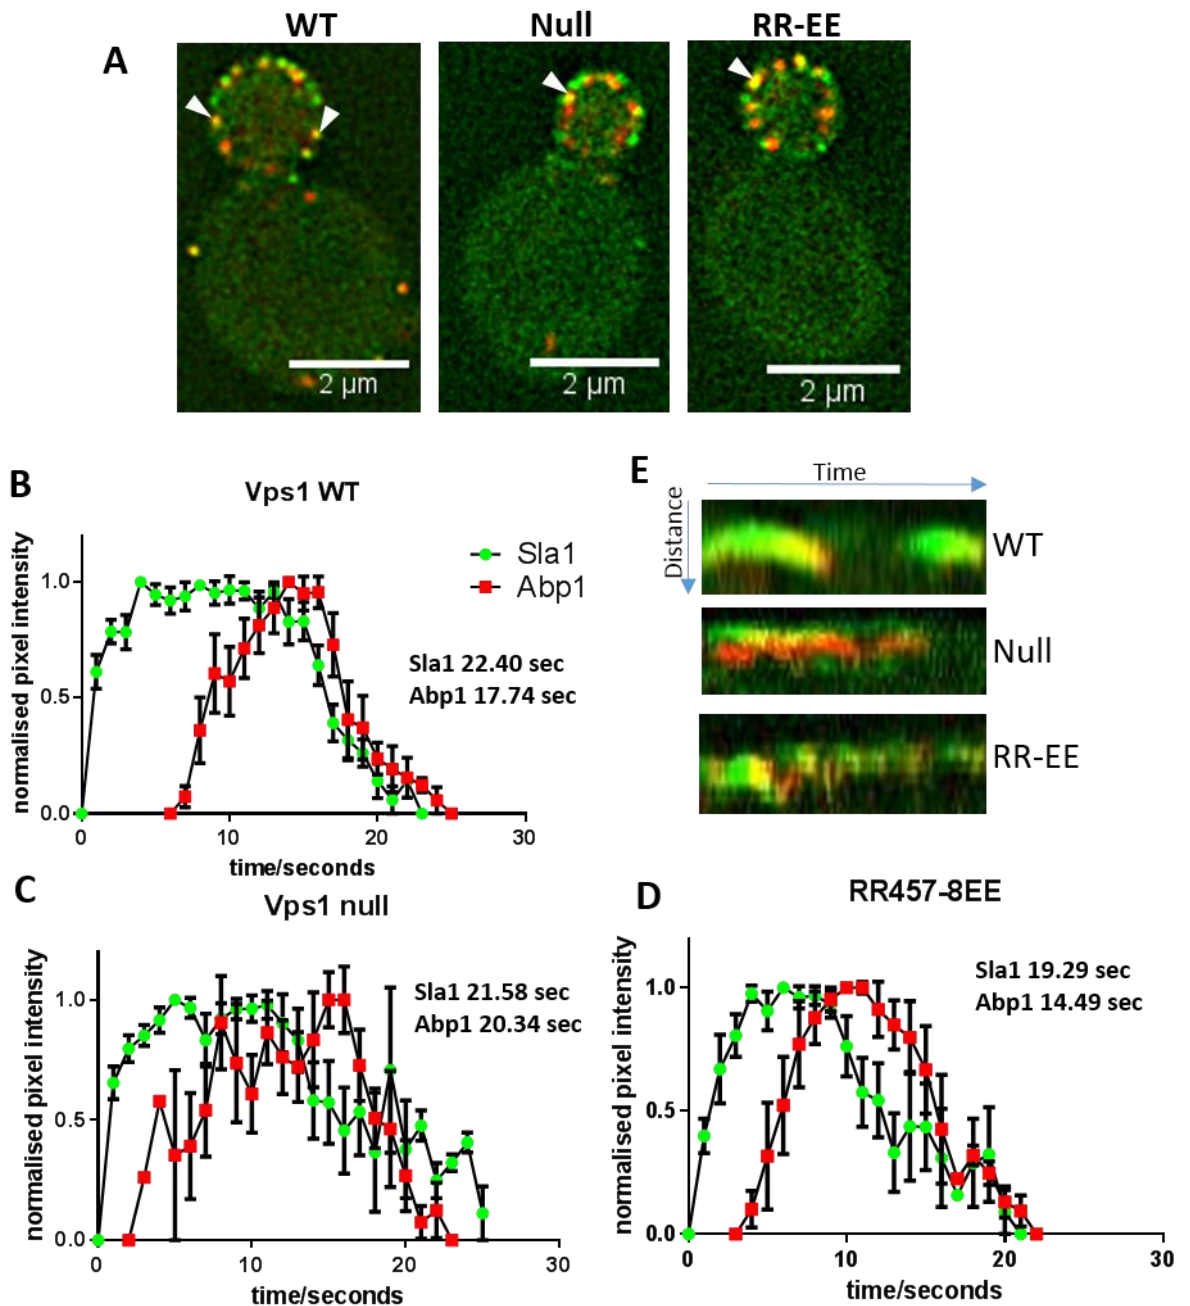 A
WT
Null
RR-EE
2 µm
2 µm
2 µm
B
Vps1 WT
normalised pixel intensity
1.0
0.5
0.0
0
10
20
30
time/seconds
Sla1
Abp1
Sla1 22.40 sec
Abp1 17.74 sec
E
Time
Distance
WT
Null
RR-EE
C
Vps1 null
normalised pixel intensity
1.0
0.5
0.0
0
10
20
30
time/seconds
Sla1 21.58 sec
Abp1 20.34 sec
D
RR457-8EE
normalised pixel intensity
1.0
0.5
0.0
0
10
20
30
time/seconds
Sla1 19.29 sec
Abp1 14.49 sec